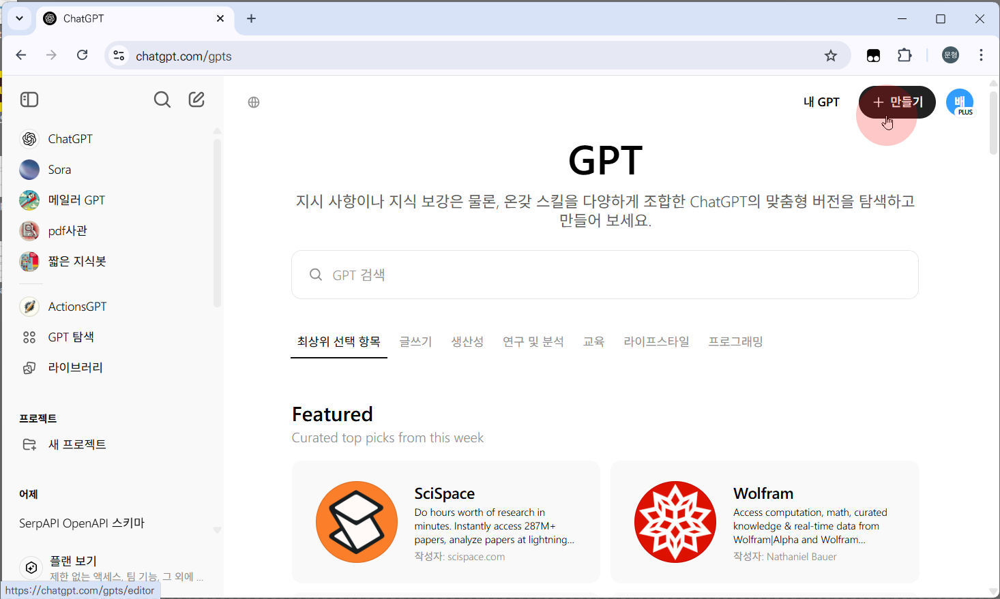 ChatGPT
chatgpt.com/gpts
문형
내 GPT
만들기
배
PLUS
ChatGPT
Sora
메일러 GPT
pdf사관
짧은 지식봇
ActionsGPT
GPT 탐색
라이브러리
프로젝트
새 프로젝트
어제
SerpAPI OpenAPI 스키마
플랜 보기
제한 없는 액세스, 팀 기능, 그 외에 ...
https://chatgpt.com/gpts/editor
GPT
지시 사항이나 지식 보강은 물론, 온갖 스킬을 다양하게 조합한 ChatGPT의 맞춤형 버전을 탐색하고
만들어 보세요.
GPT 검색
최상위 선택 항목 글쓰기 생산성 연구 및 분석 교육 라이프스타일 프로그래밍
Featured
Curated top picks from this week
SciSpace
Do hours worth of research in
minutes. Instantly access 287M+
papers, analyze papers at lightning...
작성자: scispace.com
Wolfram
Access computation, math, curated
knowledge & real-time data from
Wolfram|Alpha and Wolfram...
작성자: Nathaniel Bauer